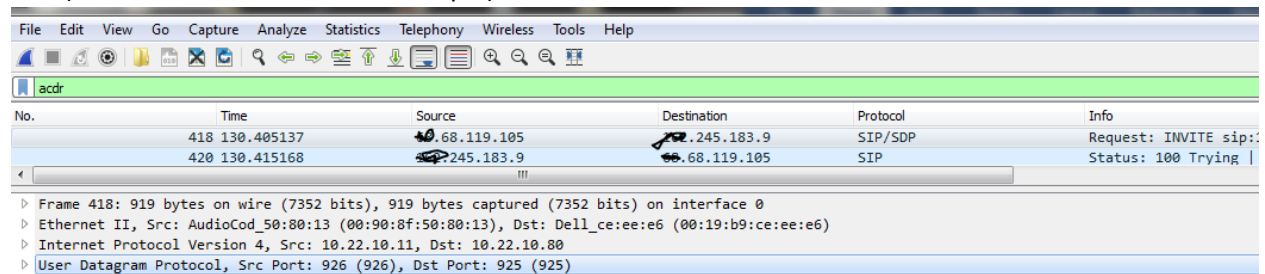 File Edit View Go Capture Analyze Statistics Telephony Wireless Tools Help
acdr
No. Time Source Destination Protocol Info
418 130.405137 .68.119.105 .245.183.9 SIP/SDP Request: INVITE sip:
420 130.415168 245.183.9 .68.119.105 SIP Status: 100 Trying |
Frame 418: 919 bytes on wire (7352 bits), 919 bytes captured (7352 bits) on interface 0
Ethernet II, Src: AudioCod_50:80:13 (00:90:8f:50:80:13), Dst: Dell_ce:ee:e6 (00:19:b9:ce:ee:e6)
Internet Protocol Version 4, Src: 10.22.10.11, Dst: 10.22.10.80
User Datagram Protocol, Src Port: 926 (926), Dst Port: 925 (925)